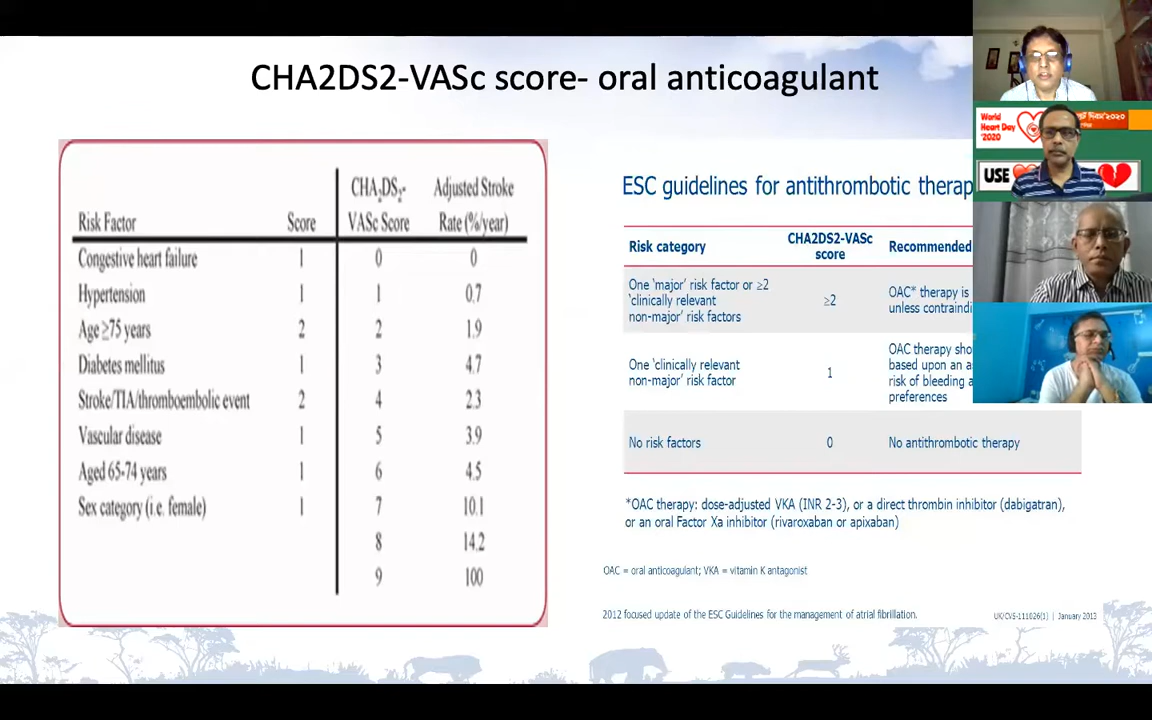 CHA2DS2-VASc score- oral anticoagulant
Risk Factor Score CHA2DS2-VASc Score Adjusted Stroke Rate (%/year)
Congestive heart failure 1 0 0
Hypertension 1 1 0.7
Age ≥75 years 2 2 1.9
Diabetes mellitus 1 3 4.7
Stroke/TIA/thromboembolic event 2 4 2.3
Vascular disease 1 5 3.9
Aged 65-74 years 1 6 4.5
Sex category (i.e. female) 1 7 10.1
8 14.2
9 100
ESC guidelines for antithrombotic therap
Risk category
CHA2DS2-VASc
score
Recommended
One 'major' risk factor or ≥2
'clinically relevant
non-major' risk factors
≥2
OAC* therapy is
unless contraindi
One 'clinically relevant
non-major' risk factor
1
OAC therapy sho
based upon an a
risk of bleeding a
preferences
No risk factors
0
No antithrombotic therapy
*OAC therapy: dose-adjusted VKA (INR 2-3), or a direct thrombin inhibitor (dabigatran),
or an oral Factor Xa inhibitor (rivaroxaban or apixaban)
OAC = oral anticoagulant; VKA = vitamin K antagonist
2012 focused update of the ESC Guidelines for the management of atrial fibrillation.
UK/CVS-111026(1) | January 2013
World
Heart Day
'2020
দিবস'২০২০
USE